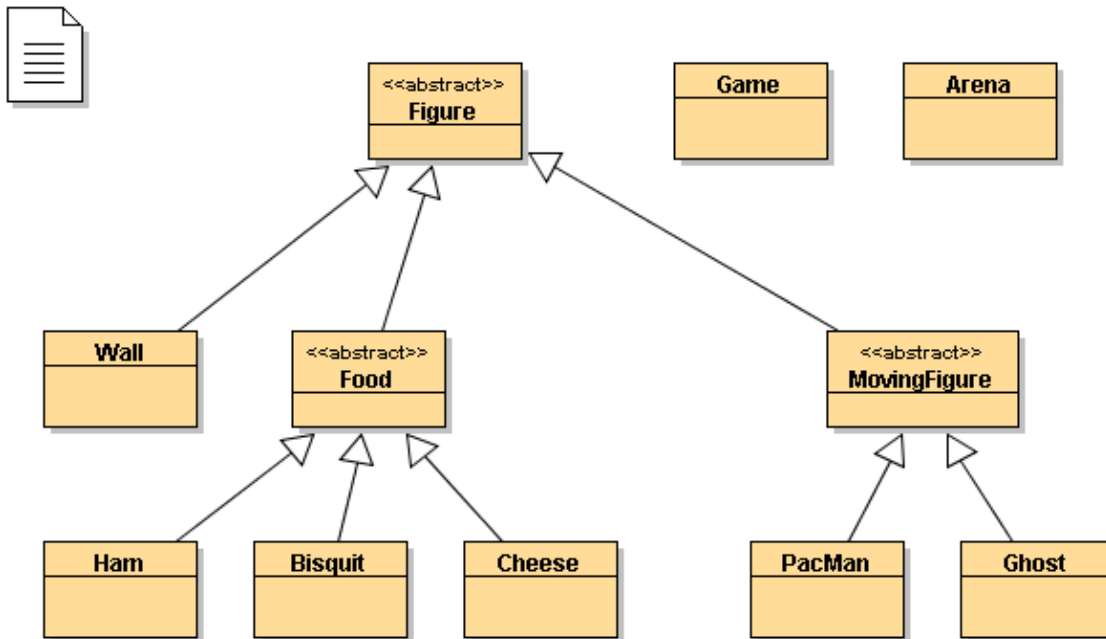 <<abstract>>
Figure
Game
Arena
Wall
<<abstract>>
Food
<<abstract>>
MovingFigure
Ham
Bisquit
Cheese
PacMan
Ghost